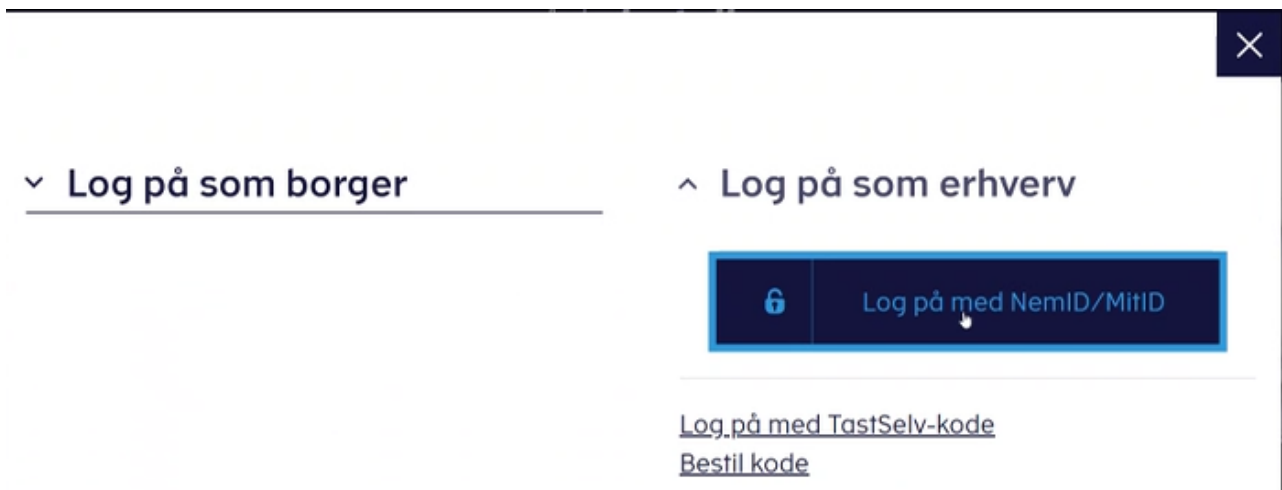 Log på som borger
Log på som erhverv
Log på med NemID/MitID
Log på med TastSelv-kode
Bestil kode